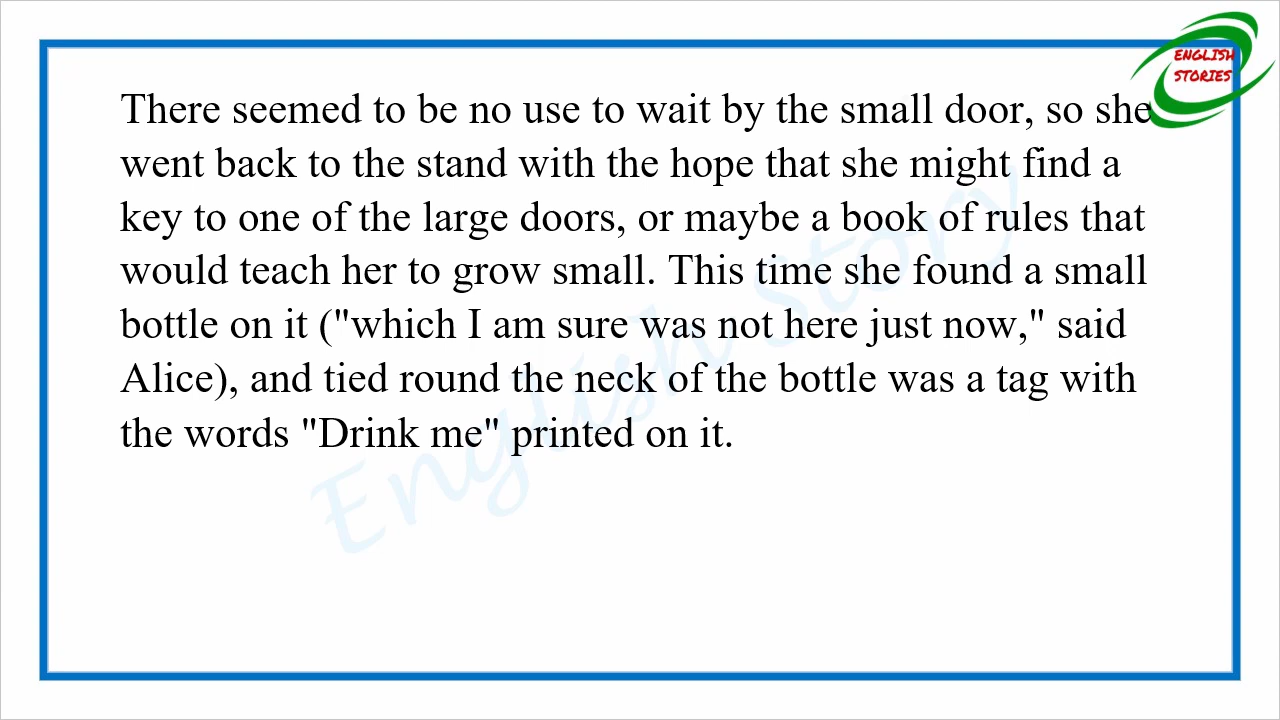 ENGLISH
STORIES
There seemed to be no use to wait by the small door, so she
went back to the stand with the hope that she might find a
key to one of the large doors, or maybe a book of rules that
would teach her to grow small. This time she found a small
bottle on it ("which I am sure was not here just now," said
Alice), and tied round the neck of the bottle was a tag with
the words "Drink me" printed on it.
English Story